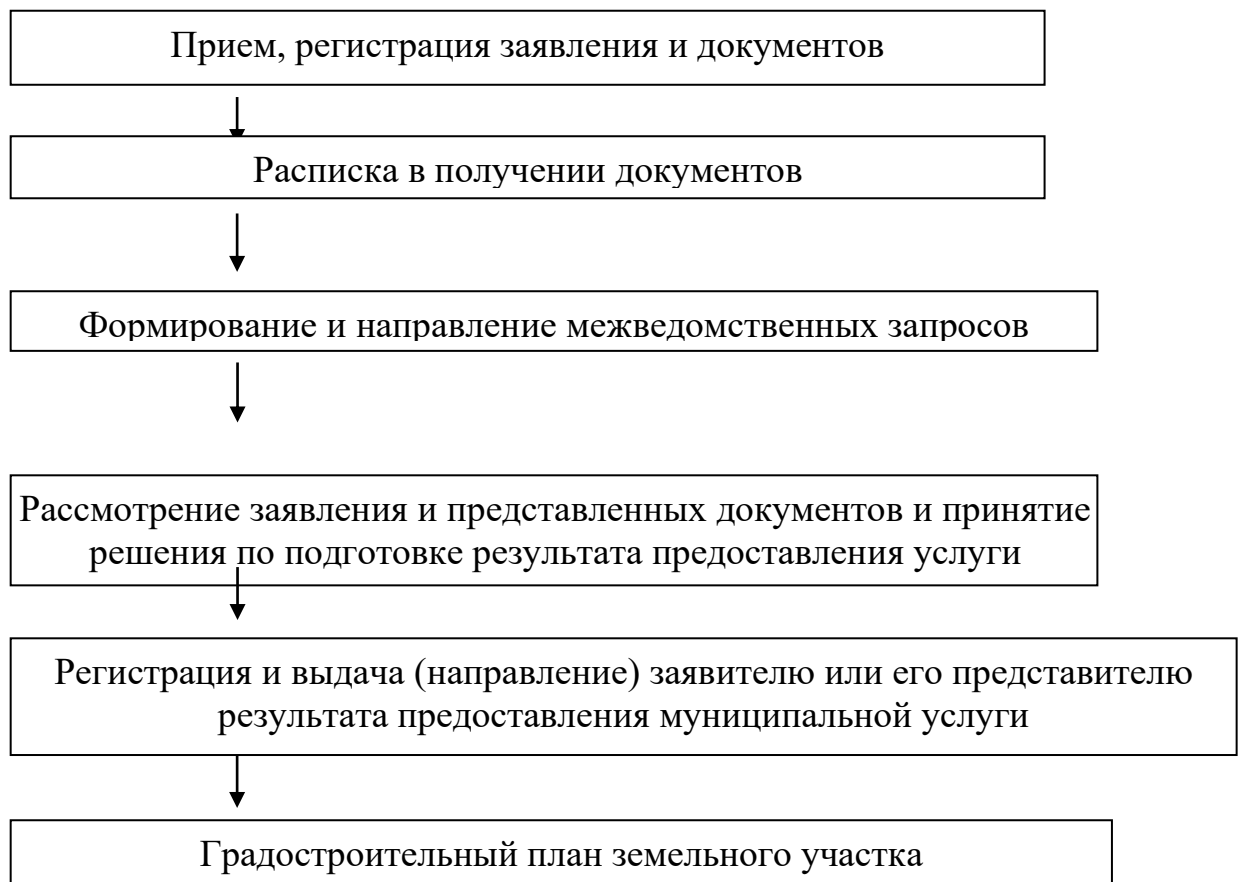 Прием, регистрация заявления и документов
Расписка в получении документов
Формирование и направление межведомственных запросов
Рассмотрение заявления и представленных документов и принятие
решения по подготовке результата предоставления услуги
Регистрация и выдача (направление) заявителю или его представителю
результата предоставления муниципальной услуги
Градостроительный план земельного участка